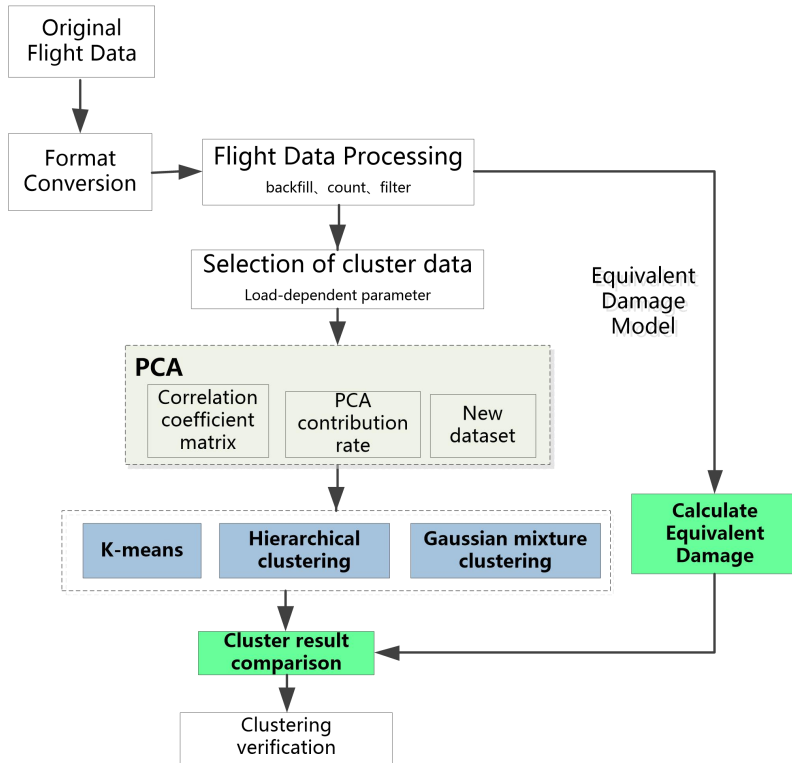 Original
Flight Data
Format
Conversion
Flight Data Processing
backfill、count、filter
Selection of cluster data
Load-dependent parameter
Equivalent
Damage
Model
PCA
Correlation
coefficient
matrix
PCA
contribution
rate
New
dataset
K-means
Hierarchical
clustering
Gaussian mixture
clustering
Calculate
Equivalent
Damage
Cluster result
comparison
Clustering
verification